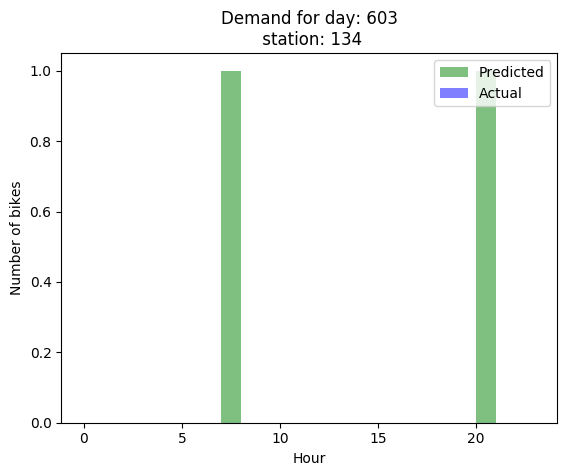 Demand for day: 603
station: 134
Predicted
Actual
1.0
0.8
0.6
0.4
0.2
0.0
Number of bikes
0
5
10
15
20
Hour